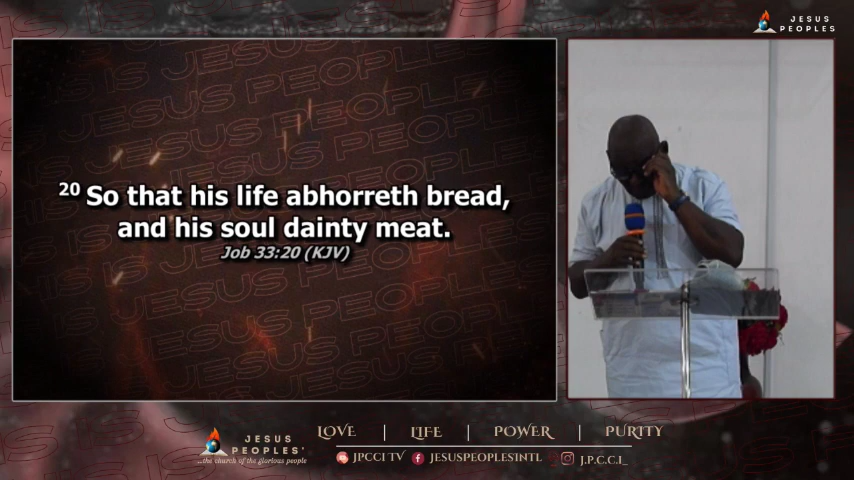 JESUS
PEOPLES
20 So that his life abhorreth bread,
and his soul dainty meat.
Job 33:20 (KJV)
JESUS
PEOPLES'
...the church of the glorious people
LOVE | LIFE | POWER | PURITY
JPCCI TV JESUSPEOPLESINTL J.P.C.C.I_